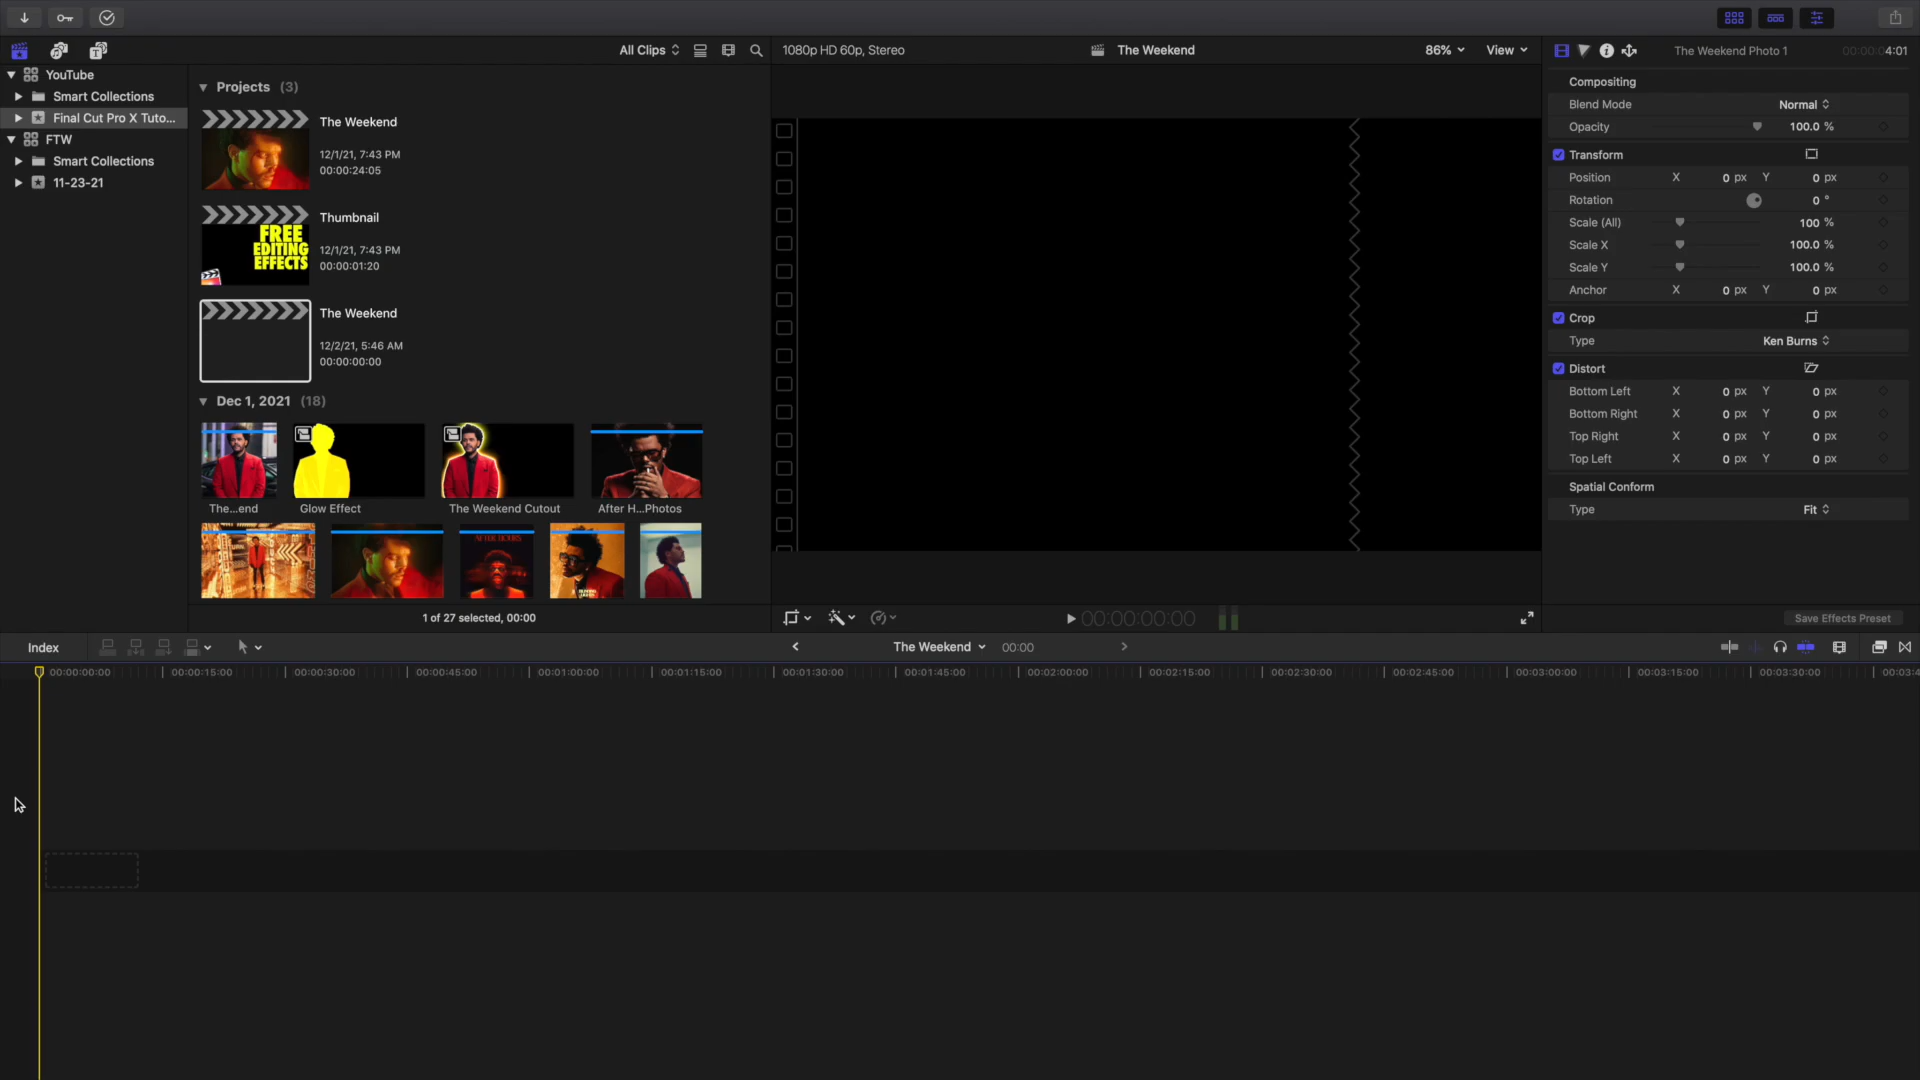 All Clips
1080p HD 60p, Stereo
The Weekend
86%
View
The Weekend Photo 1
00:00:04:01
YouTube
Smart Collections
Final Cut Pro X Tuto...
FTW
Smart Collections
11-23-21
Projects (3)
The Weekend
12/1/21, 7:43 PM
00:00:24:05
Thumbnail
12/1/21, 7:43 PM
00:00:01:20
FREE
EDITING
EFFECTS
The Weekend
12/2/21, 5:46 AM
00:00:00:00
Dec 1, 2021 (18)
The...end
Glow Effect
The Weekend Cutout
After H...Photos
AFTER HOURS
1 of 27 selected, 00:00
00:00:00:00
Compositing
Blend Mode Normal
Opacity 100.0 %
Transform
Position X 0 px Y 0 px
Rotation 0 °
Scale (All) 100 %
Scale X 100.0 %
Scale Y 100.0 %
Anchor X 0 px Y 0 px
Crop
Type Ken Burns
Distort
Bottom Left X 0 px Y 0 px
Bottom Right X 0 px Y 0 px
Top Right X 0 px Y 0 px
Top Left X 0 px Y 0 px
Spatial Conform
Type Fit
Save Effects Preset
Index
The Weekend 00:00
00:00:00:00 00:00:15:00 00:00:30:00 00:00:45:00 00:01:00:00 00:01:15:00 00:01:30:00 00:01:45:00 00:02:00:00 00:02:15:00 00:02:30:00 00:02:45:00 00:03:00:00 00:03:15:00 00:03:30:00 00:03:4